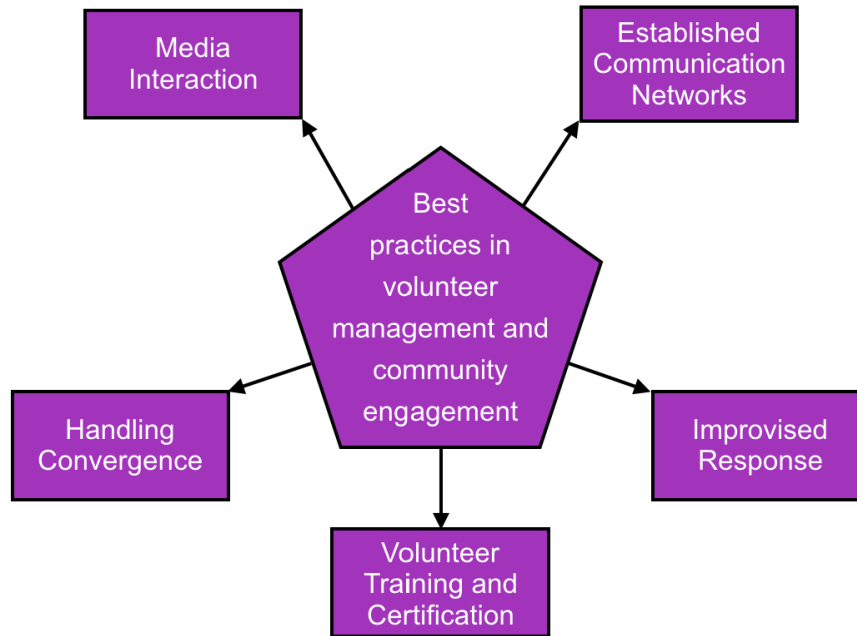 Media
Interaction
Established
Communication
Networks
Best
practices in
volunteer
management and
community
engagement
Handling
Convergence
Improvised
Response
Volunteer
Training and
Certification